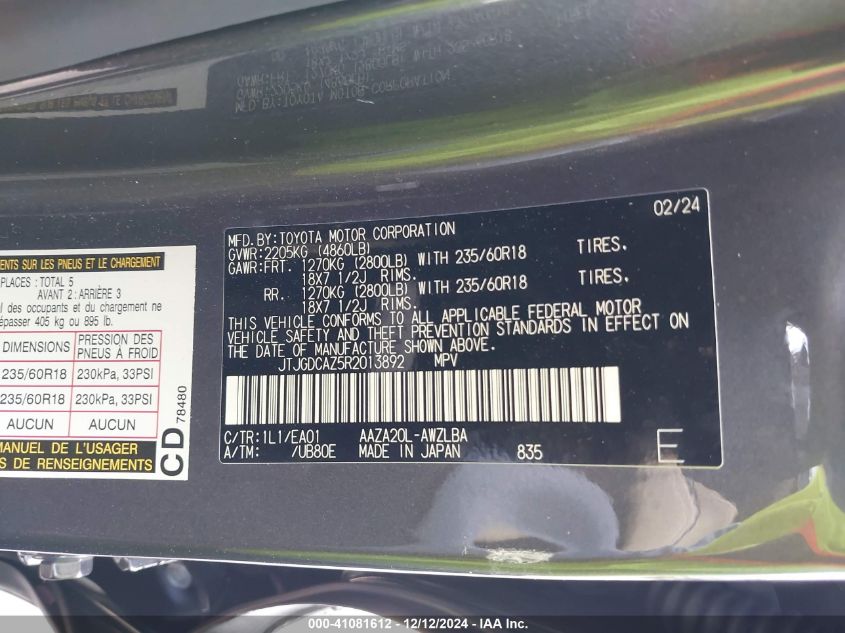 02/24
MFD.BY:TOYOTA MOTOR CORPORATION
GVWR:2205KG (4860LB)
GAWR:FRT. 1270KG (2800LB) WITH 235/60R18 TIRES.
18X7 1/2J RIMS.
RR. 1270KG (2800LB) WITH 235/60R18 TIRES.
18X7 1/2J RIMS.
THIS VEHICLE CONFORMS TO ALL APPLICABLE FEDERAL MOTOR
VEHICLE SAFETY AND THEFT PREVENTION STANDARDS IN EFFECT ON
THE DATE OF MANUFACTURE SHOWN ABOVE.
JTJGDCAZ5R2013892 MPV
C/TR:1L1/EA01 AAZA20L-AWZLBA
A/TM: /UB80E MADE IN JAPAN 835 E
SUR LES PNEUS ET LE CHARGEMENT
PLACES : TOTAL 5
AVANT 2 : ARRIÈRE 3
des occupants et du chargement ne
405 kg ou 895 lb.
DIMENSIONS PRESSION DES PNEUS À FROID
235/60R18 230kPa, 33PSI
235/60R18 230kPa, 33PSI
AUCUN AUCUN
MANUEL DE L'USAGER
DE RENSEIGNEMENTS
CD 78480
000-41081612 - 12/12/2024 - IAA Inc.